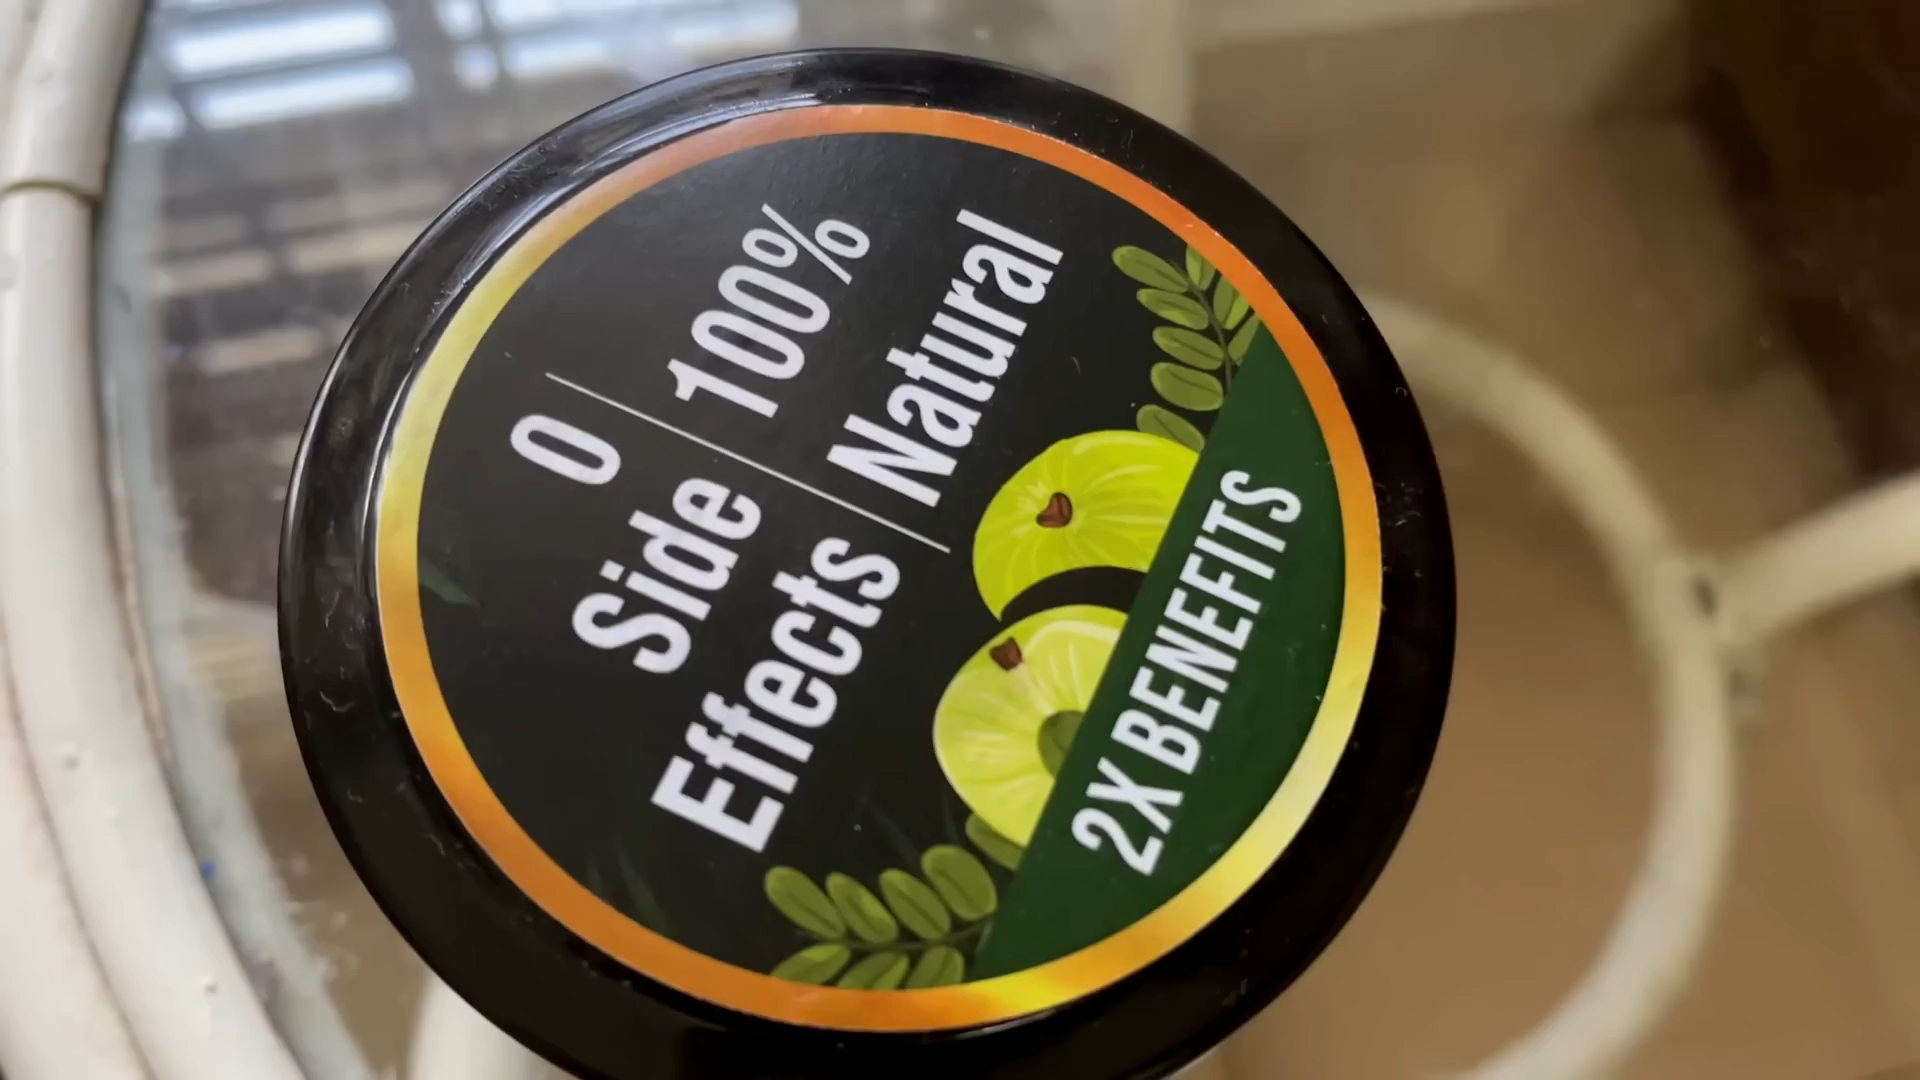 0
Side
Effects
100%
Natural
2X BENEFITS